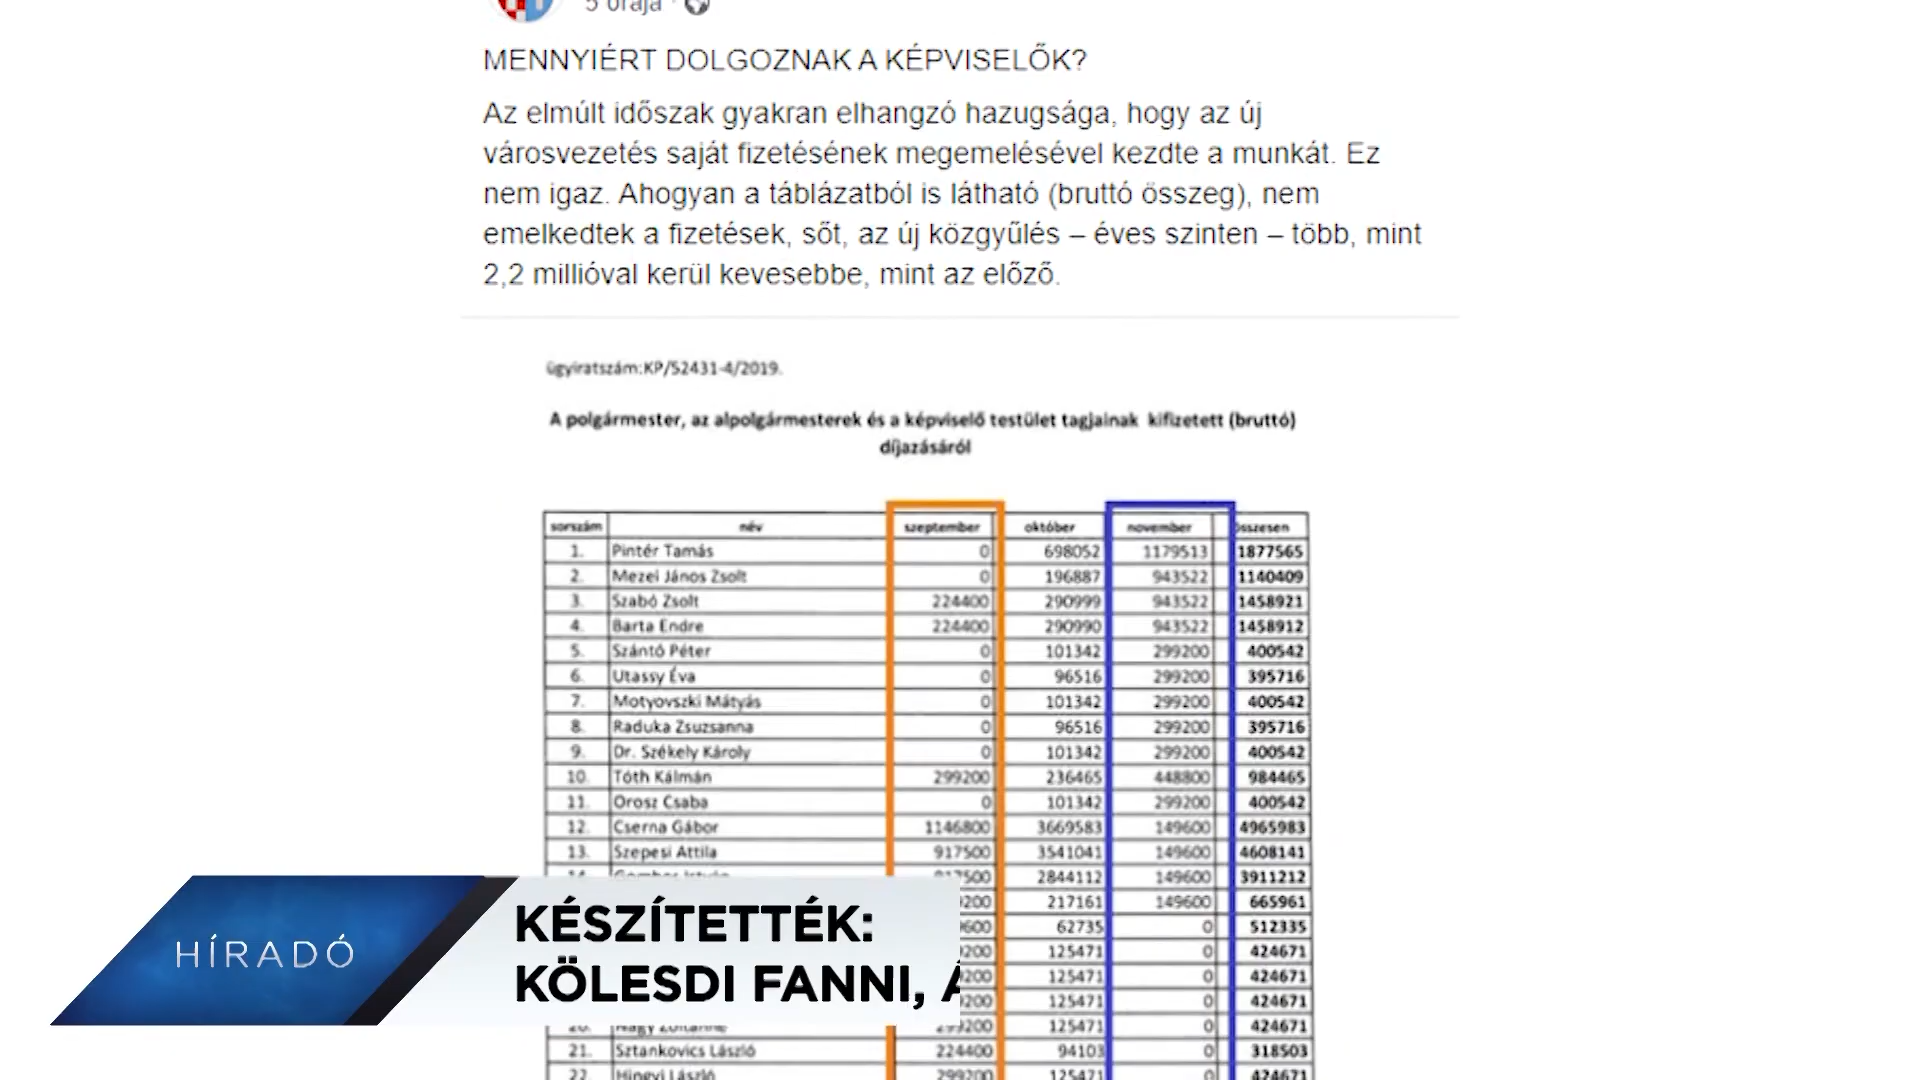 5 órája ·
MENNYIÉRT DOLGOZNAK A KÉPVISELŐK?
Az elmúlt időszak gyakran elhangzó hazugsága, hogy az új
városvezetés saját fizetésének megemelésével kezdte a munkát. Ez
nem igaz. Ahogyan a táblázatból is látható (bruttó összeg), nem
emelkedtek a fizetések, sőt, az új közgyűlés – éves szinten – több, mint
2,2 millióval kerül kevesebbe, mint az előző.
ügyiratszám:KP/52431-4/2019.
A polgármester, az alpolgármesterek és a képviselő testület tagjainak kifizetett (bruttó)
díjazásáról
sorszám név szeptember október november összesen
1. Pintér Tamás 0 698052 1179513 1877565
2. Mezei János Zsolt 0 196887 943522 1140409
3. Szabó Zsolt 224400 290999 943522 1458921
4. Barta Endre 224400 290990 943522 1458912
5. Szántó Péter 0 101342 299200 400542
6. Utassy Éva 0 96516 299200 395716
7. Motyovszki Mátyás 0 101342 299200 400542
8. Raduka Zsuzsanna 0 96516 299200 395716
9. Dr. Székely Károly 0 101342 299200 400542
10. Tóth Kálmán 299200 236465 448800 984465
11. Orosz Csaba 0 101342 299200 400542
12. Cserna Gábor 1146800 3669583 149600 4965983
13. Szepesi Attila 917500 3541041 149600 4608141
2844112 149600 3911212
217161 149600 665961
62735 0 512335
125471 0 424671
125471 0 424671
125471 0 424671
125471 0 424671
21. Sztankovics László 224400 94103 0 318503
22. Hingyi László 299200 125471 0 424671
HÍRADÓ
KÉSZÍTETTÉK:
KÖLESDI FANNI,